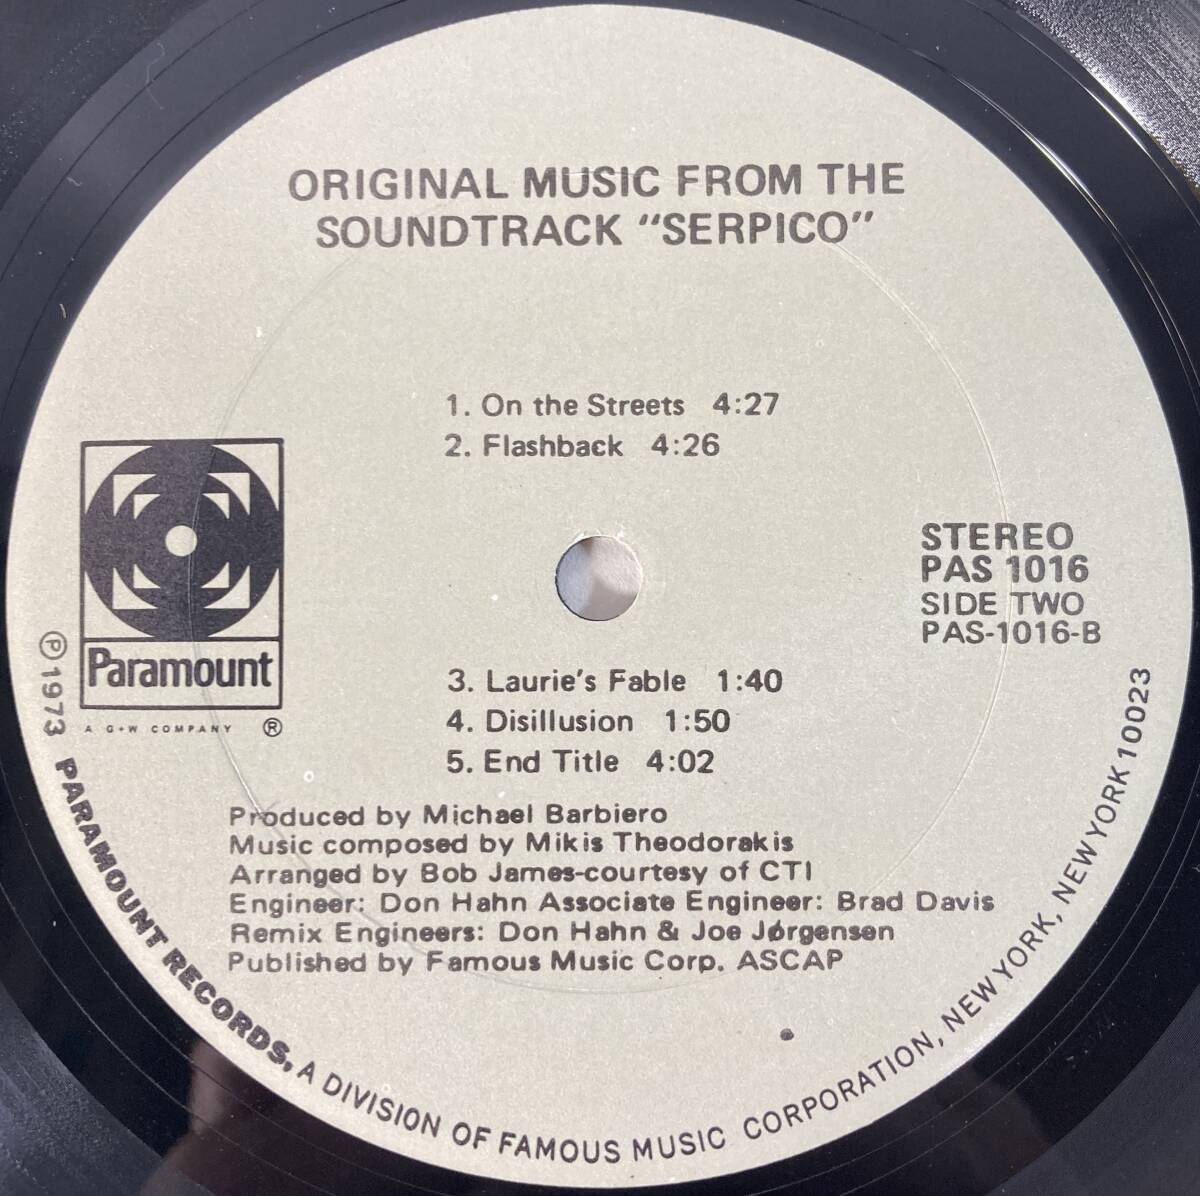 ORIGINAL MUSIC FROM THE
SOUNDTRACK "SERPICO"
1. On the Streets 4:27
2. Flashback 4:26
STEREO
PAS 1016
SIDE TWO
PAS-1016-B
Paramount
A G+W COMPANY ®
3. Laurie's Fable 1:40
4. Disillusion 1:50
5. End Title 4:02
Produced by Michael Barbiero
Music composed by Mikis Theodorakis
Arranged by Bob James-courtesy of CTI
Engineer: Don Hahn Associate Engineer: Brad Davis
Remix Engineers: Don Hahn & Joe Jørgensen
Published by Famous Music Corp. ASCAP
℗ 1973 PARAMOUNT RECORDS, A DIVISION OF FAMOUS MUSIC CORPORATION, NEW YORK, NEW YORK 10023